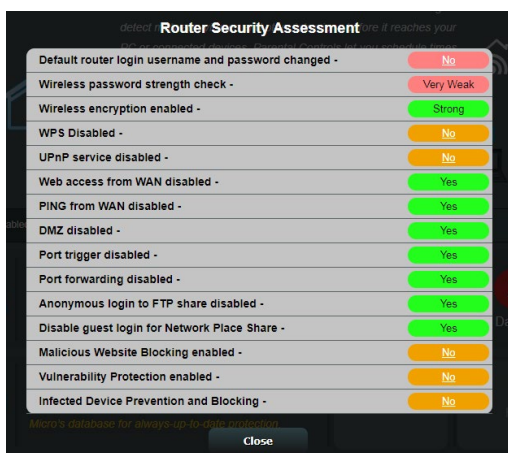 detect
Router Security Assessment
it reaches your
Default router login username and password changed - No
Wireless password strength check - Very Weak
Wireless encryption enabled - Strong
WPS Disabled - No
UPnP service disabled - No
Web access from WAN disabled - Yes
PING from WAN disabled - Yes
DMZ disabled - Yes
Port trigger disabled - Yes
Port forwarding disabled - Yes
Anonymous login to FTP share disabled - Yes
Disable guest login for Network Place Share - Yes
Malicious Website Blocking enabled - No
Vulnerability Protection enabled - No
Infected Device Prevention and Blocking - No
Micro's database for always-up-to-date protection.
Close